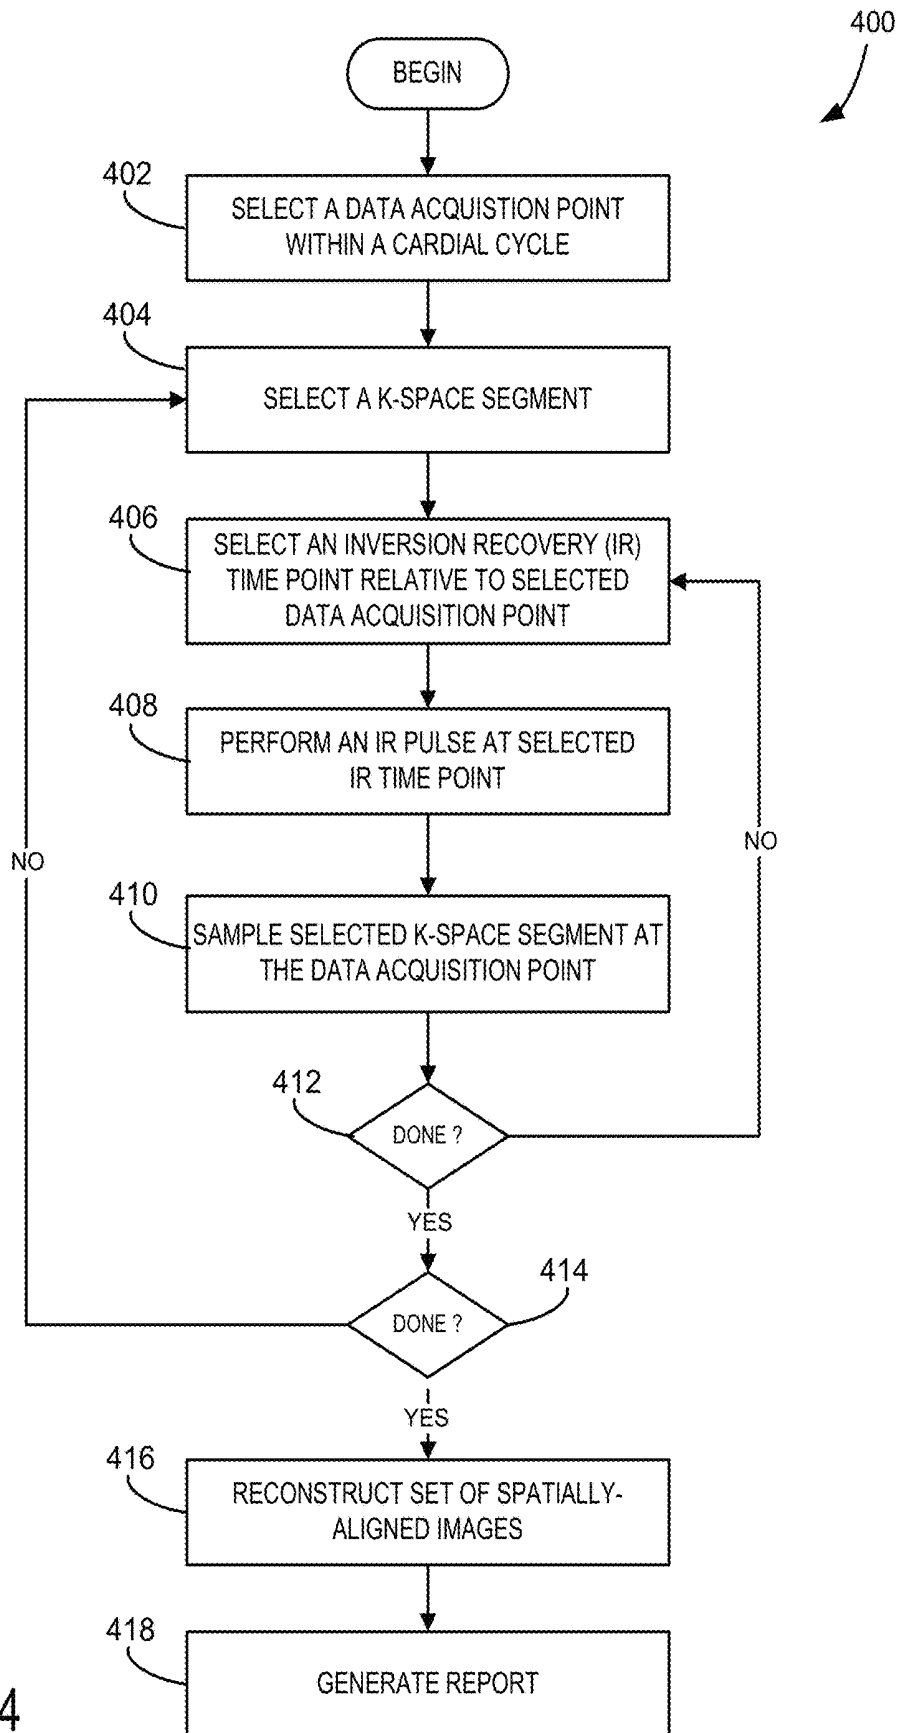 400
BEGIN
402
SELECT A DATA ACQUISTION POINT
WITHIN A CARDIAL CYCLE
404
SELECT A K-SPACE SEGMENT
406
SELECT AN INVERSION RECOVERY (IR)
TIME POINT RELATIVE TO SELECTED
DATA ACQUISITION POINT
408
PERFORM AN IR PULSE AT SELECTED
IR TIME POINT
NO
NO
410
SAMPLE SELECTED K-SPACE SEGMENT AT
THE DATA ACQUISITION POINT
412
DONE ?
YES
414
DONE ?
YES
416
RECONSTRUCT SET OF SPATIALLY-
ALIGNED IMAGES
418
GENERATE REPORT
4